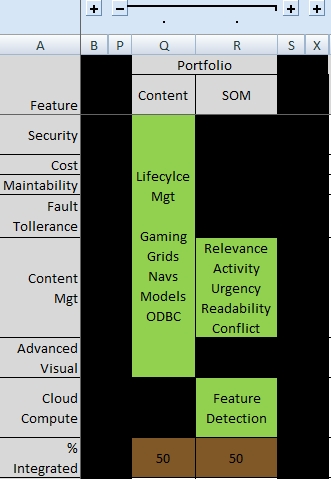 A B P Q R S X
Portfolio
Feature Content SOM
Security
Cost
Maintability
Fault
Tollerance
Content
Mgt
Advanced
Visual
Cloud
Compute
%
Integrated
Lifecylce
Mgt
Gaming
Grids
Navs
Models
ODBC
Relevance
Activity
Urgency
Readability
Conflict
Feature
Detection
50 50